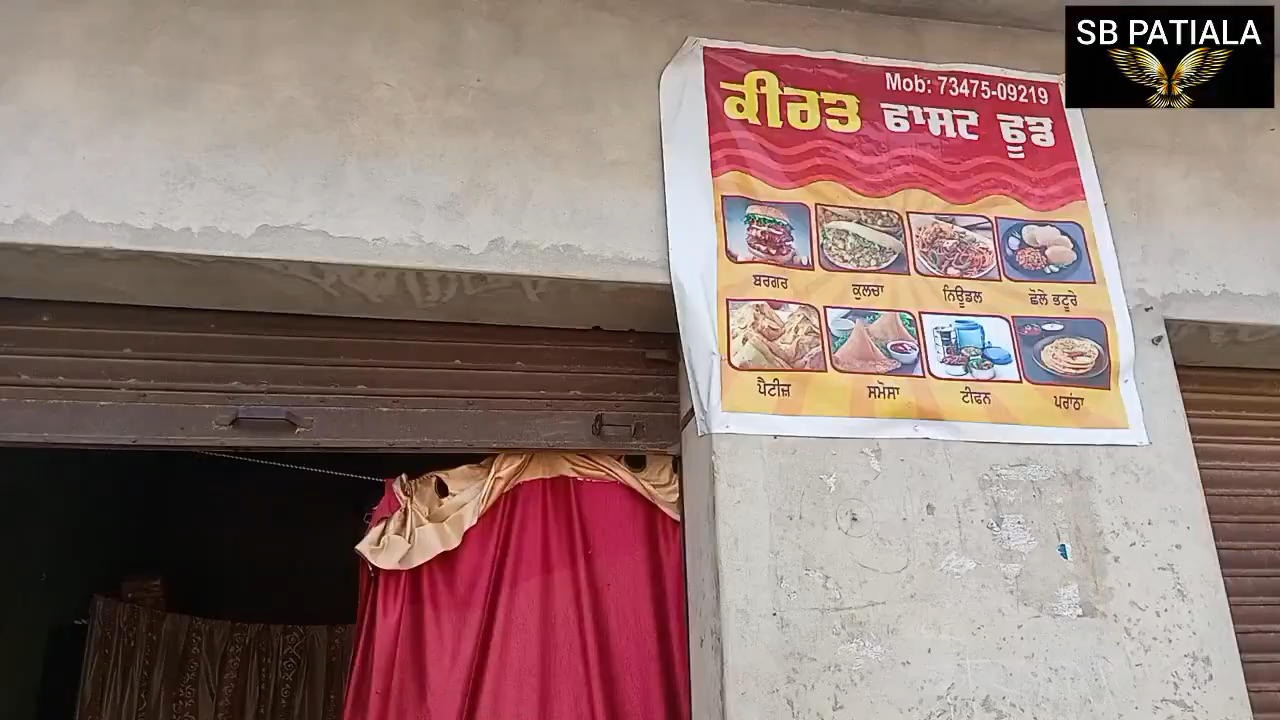 SB PATIALA
Mob: 73475-09219
ਕੀਰਤ ਫਾਸਟ ਫੂਡ
ਬਰਗਰ ਕੁਲਚਾ ਨਿਊਡਲ ਛੋਲੇ ਭਟੂਰੇ
ਪੈਟੀਜ਼ ਸਮੋਸਾ ਟੀਫਨ ਪਰਾਂਠਾ